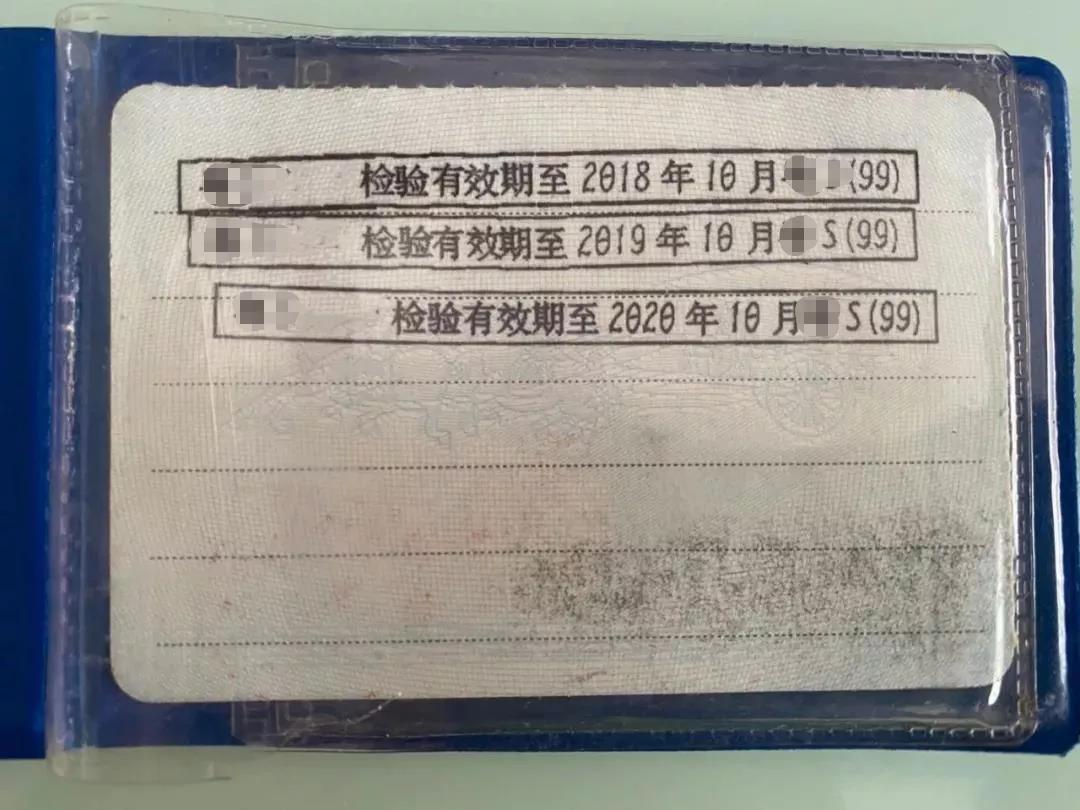 检验有效期至 2018 年 10 月 (99)
检验有效期至 2019 年 10 月 S (99)
检验有效期至 2020 年 10 月 S (99)